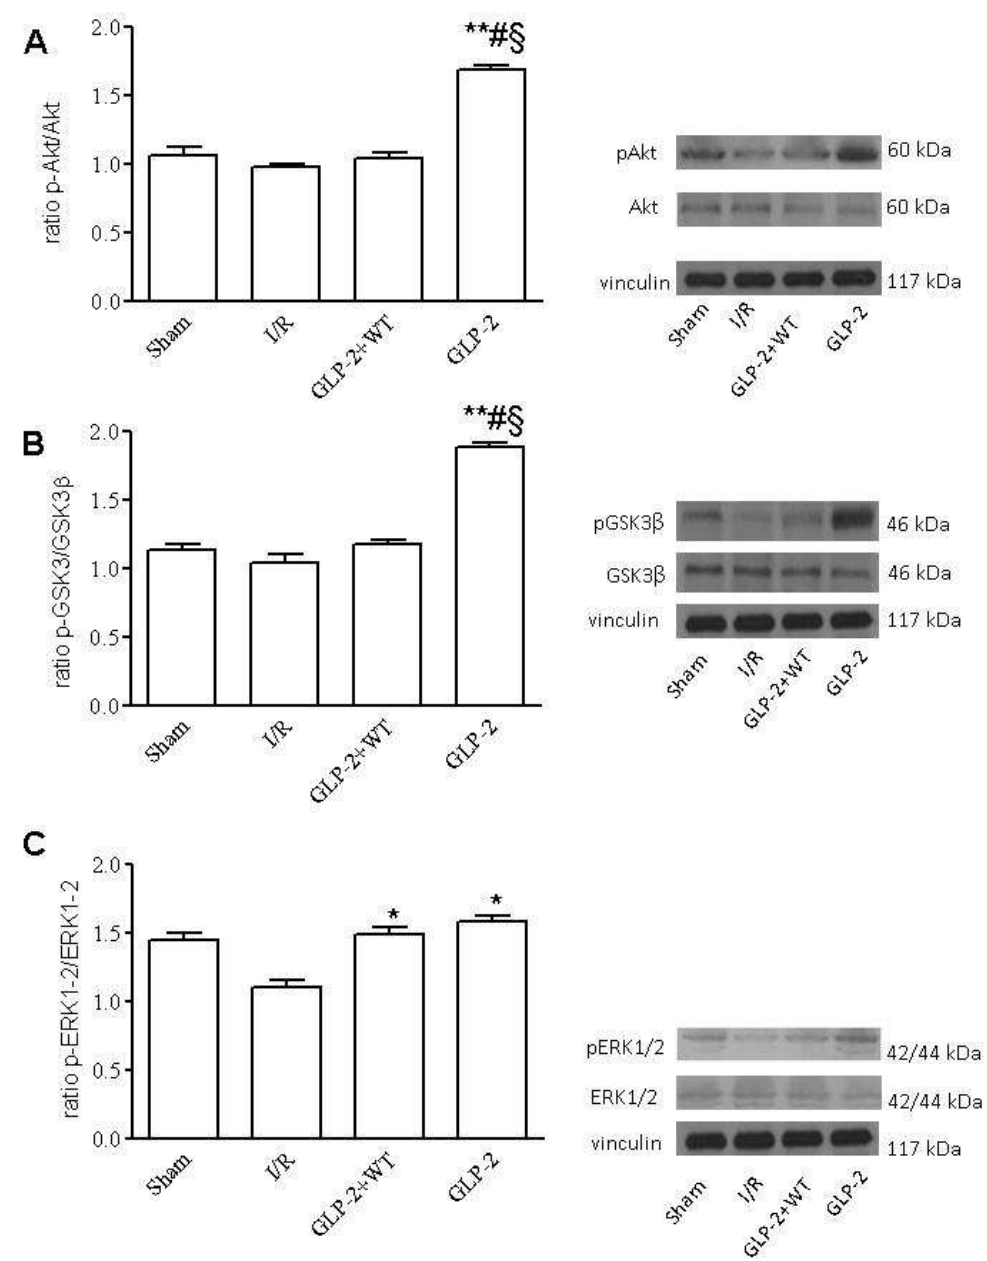 A
ratio p-Akt/Akt
2.0
1.5
1.0
0.5
0.0
**#§
Sham
I/R
GLP-2+WT
GLP-2
pAkt
60 kDa
Akt
60 kDa
vinculin
117 kDa
Sham
I/R
GLP-2+WT
GLP-2
B
ratio p-GSK3/GSK3β
2.0
1.5
1.0
0.5
0.0
**#§
Sham
I/R
GLP-2+WT
GLP-2
pGSK3β
46 kDa
GSK3β
46 kDa
vinculin
117 kDa
Sham
I/R
GLP-2+WT
GLP-2
C
ratio p-ERK1-2/ERK1-2
2.0
1.5
1.0
0.5
0.0
*
*
Sham
I/R
GLP-2+WT
GLP-2
pERK1/2
42/44 kDa
ERK1/2
42/44 kDa
vinculin
117 kDa
Sham
I/R
GLP-2+WT
GLP-2